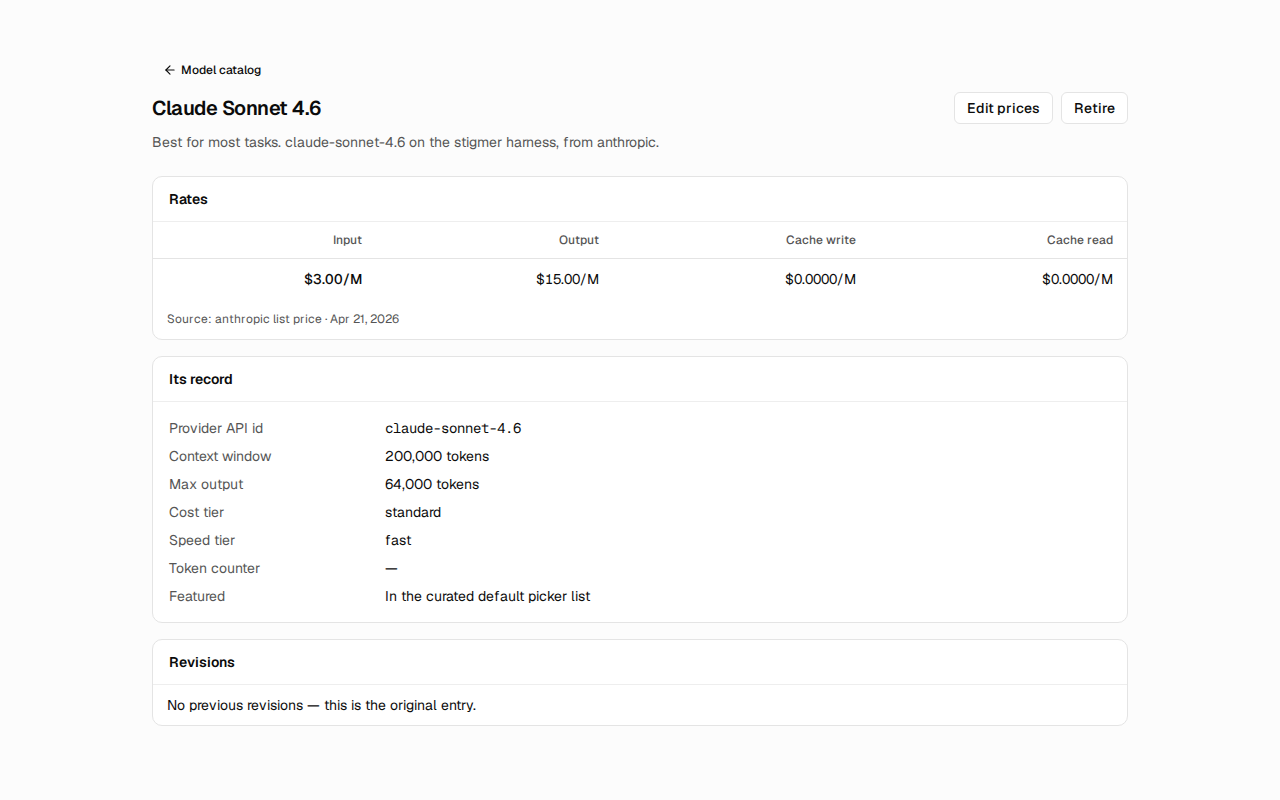 ← Model catalog
Claude Sonnet 4.6
Edit prices
Retire
Best for most tasks. claude-sonnet-4.6 on the stigmer harness, from anthropic.
Rates
Input Output Cache write Cache read
$3.00/M $15.00/M $0.0000/M $0.0000/M
Source: anthropic list price · Apr 21, 2026
Its record
Provider API id claude-sonnet-4.6
Context window 200,000 tokens
Max output 64,000 tokens
Cost tier standard
Speed tier fast
Token counter —
Featured In the curated default picker list
Revisions
No previous revisions — this is the original entry.